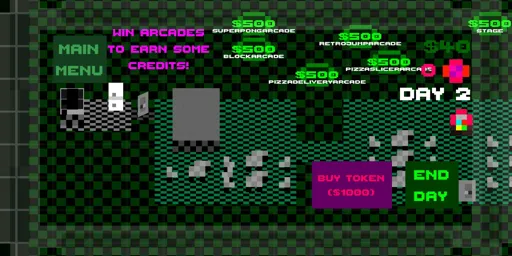 MAIN
MENU
WIN ARCADES
TO EARN SOME
CREDITS!
$500
SUPERPONGARCADE
$500
BLOCKARCADE
$500
RETRODUHPARCADE
$500
PIZZASLICERARCADE
$500
PIZZADELIVERYARCADE
$500
STAGE
$40
DAY 2
BUY TOKEN
($1000)
END
DAY